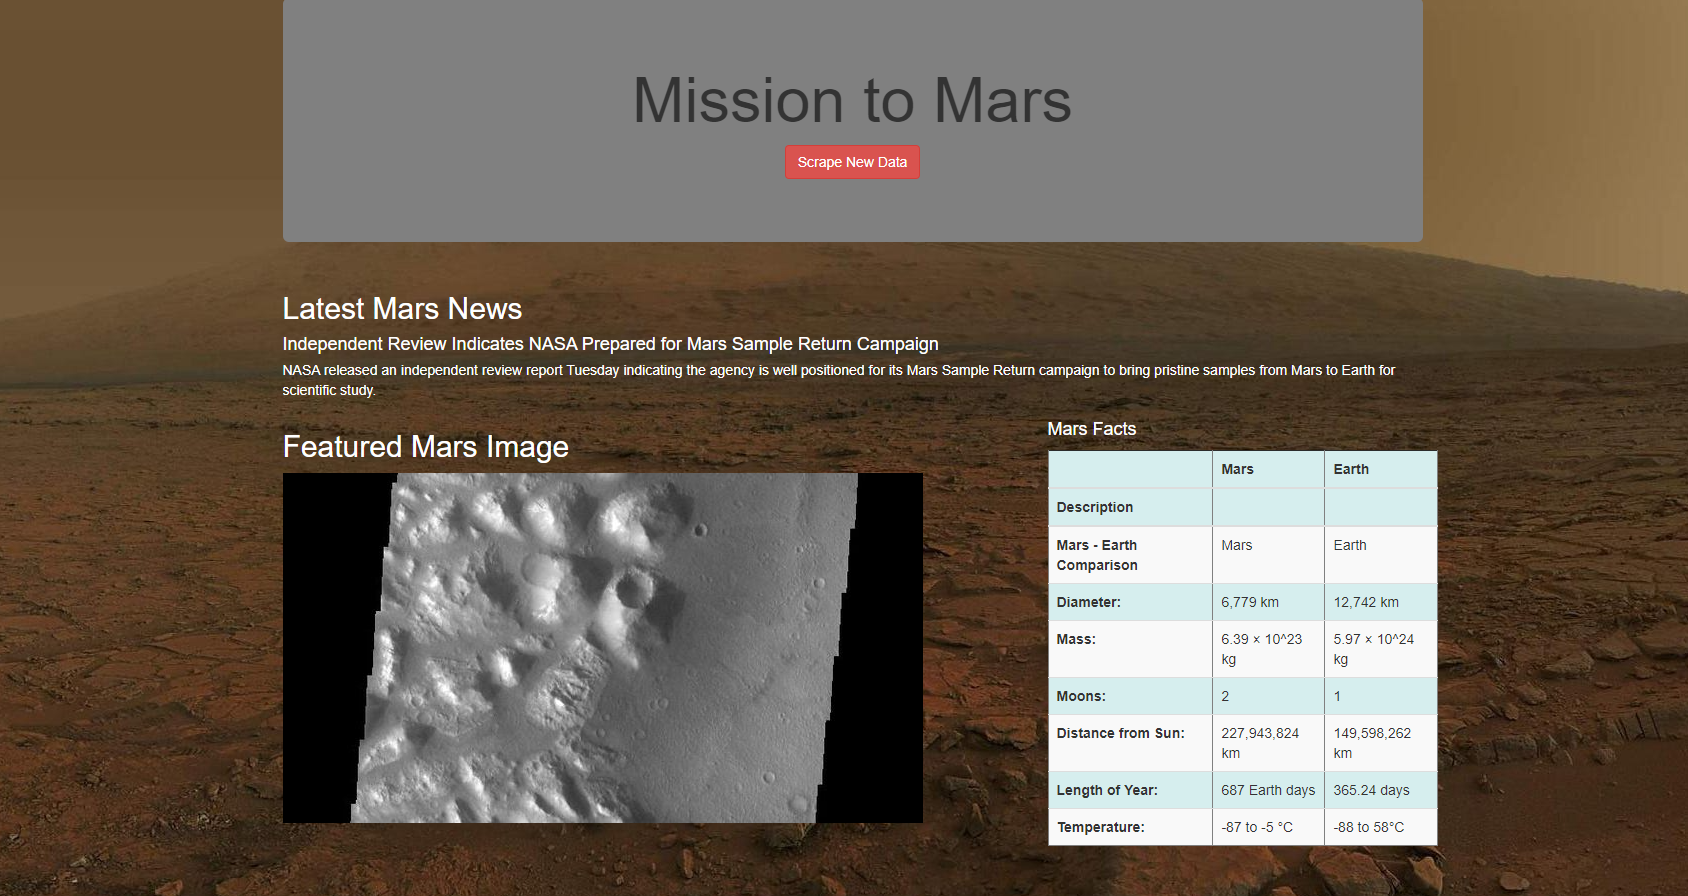 Mission to Mars
Scrape New Data
Latest Mars News
Independent Review Indicates NASA Prepared for Mars Sample Return Campaign
NASA released an independent review report Tuesday indicating the agency is well positioned for its Mars Sample Return campaign to bring pristine samples from Mars to Earth for
scientific study.
Featured Mars Image
Mars Facts
Mars Earth
Description
Mars - Earth Comparison Mars Earth
Diameter: 6,779 km 12,742 km
Mass: 6.39 × 10^23 kg 5.97 × 10^24 kg
Moons: 2 1
Distance from Sun: 227,943,824 km 149,598,262 km
Length of Year: 687 Earth days 365.24 days
Temperature: -87 to -5 °C -88 to 58°C